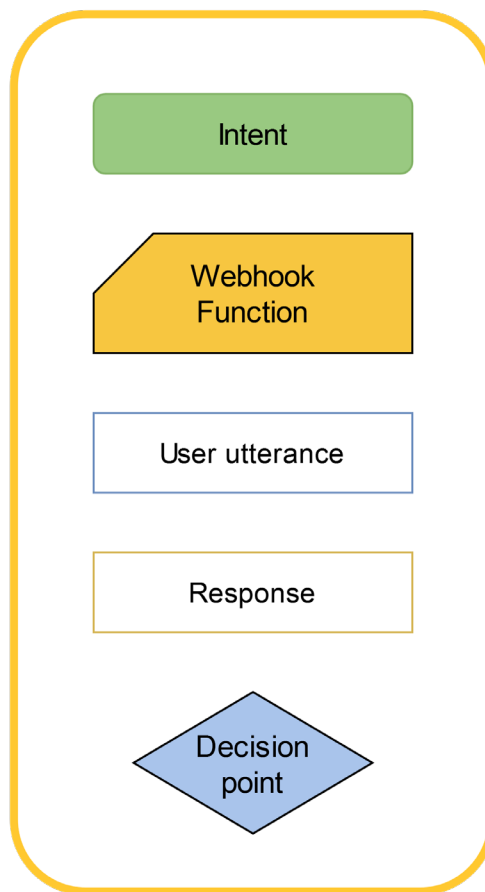 Intent
Webhook
Function
User utterance
Response
Decision
point